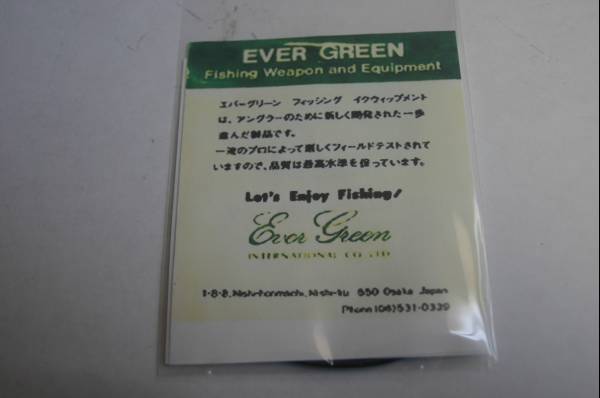 EVER GREEN
Fishing Weapon and Equipment
エバーグリーン フィッシング イクウィップメント
は、アングラーのために新しく開発された一歩
進んだ製品です。
一流のプロによって厳しくフィールドテストされて
いますので、品質は最高水準を保っています。
Let's Enjoy Fishing!
Ever Green
INTERNATIONAL CO., LTD.
1-8-8, Nishi-honmachi, Nishi-ku 550 Osaka Japan
Phone (06) 531-0339